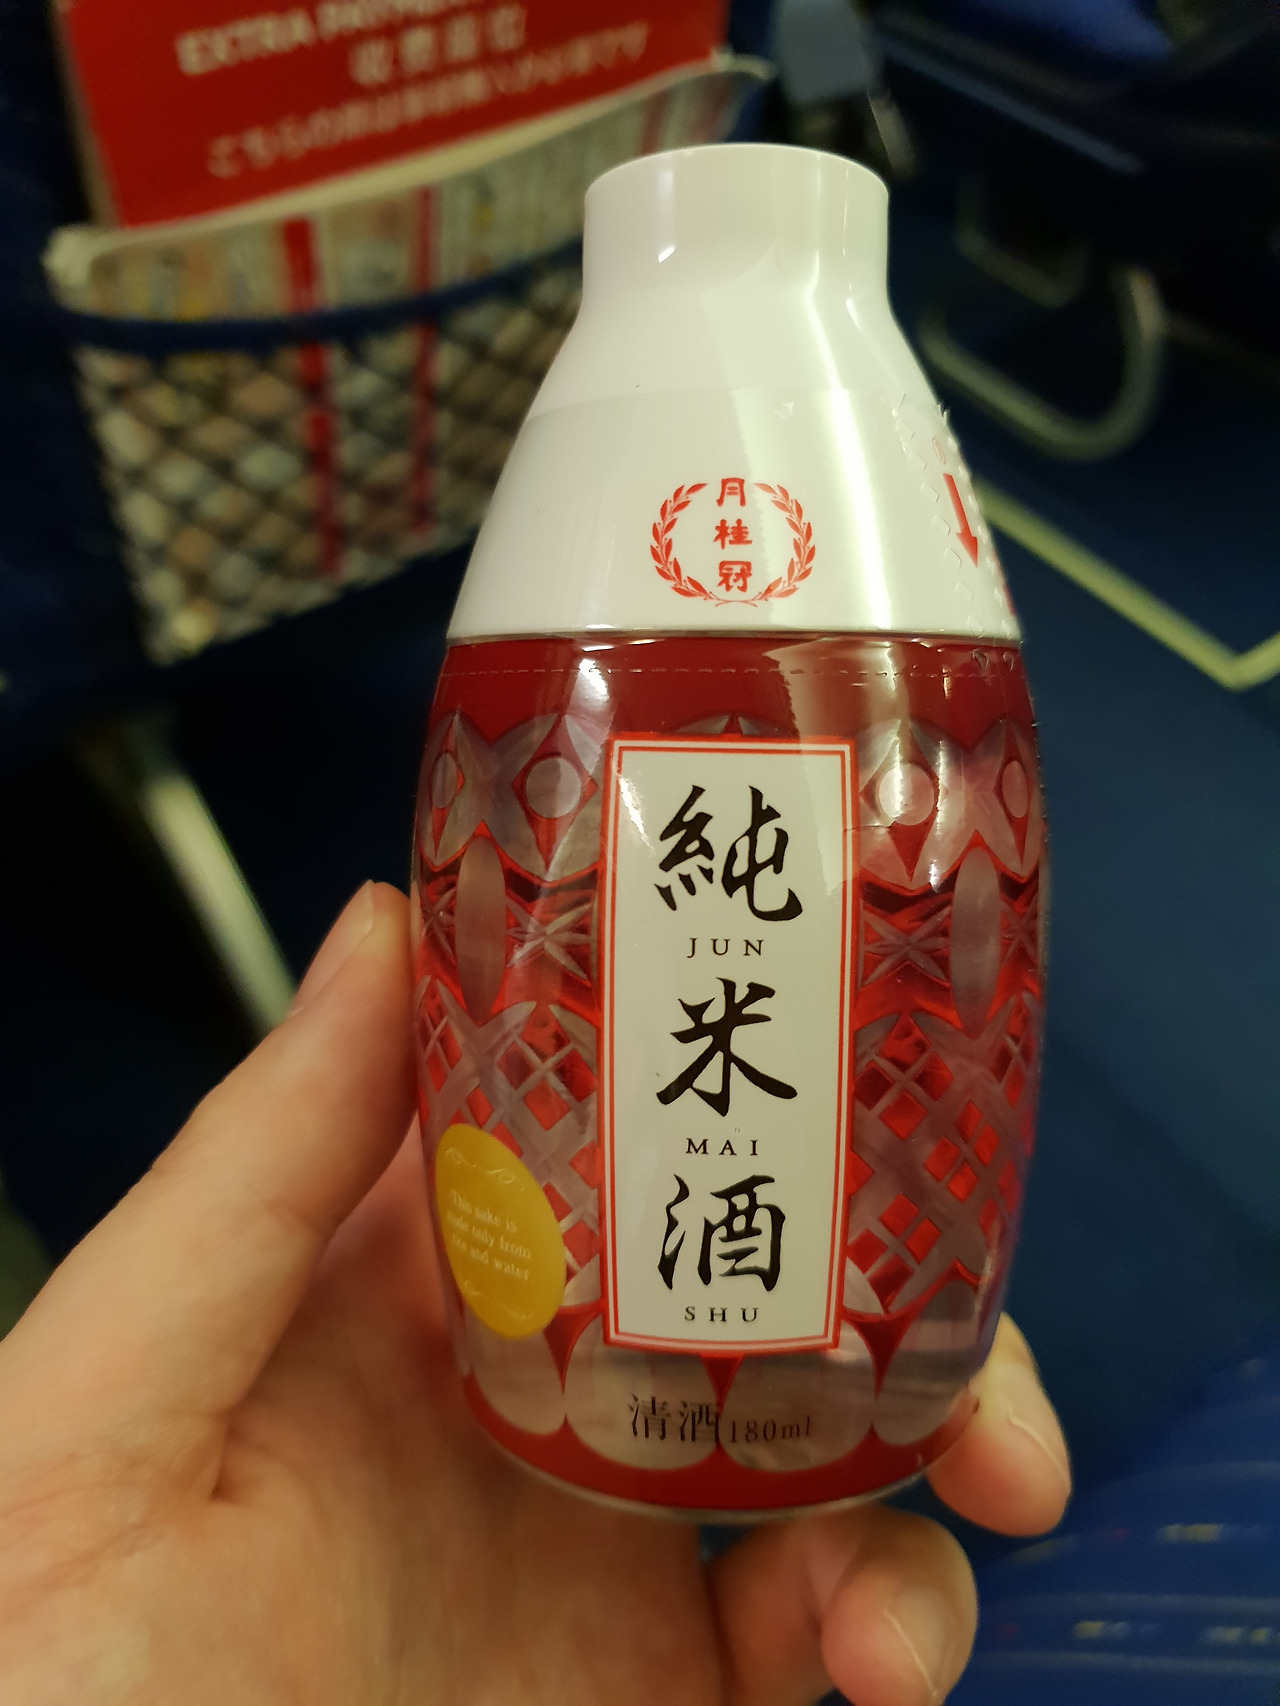 EXTRA PAYMENT
月
桂
冠
純
JUN
米
MAI
酒
SHU
This sake is
made only from
rice and water
清酒180ml